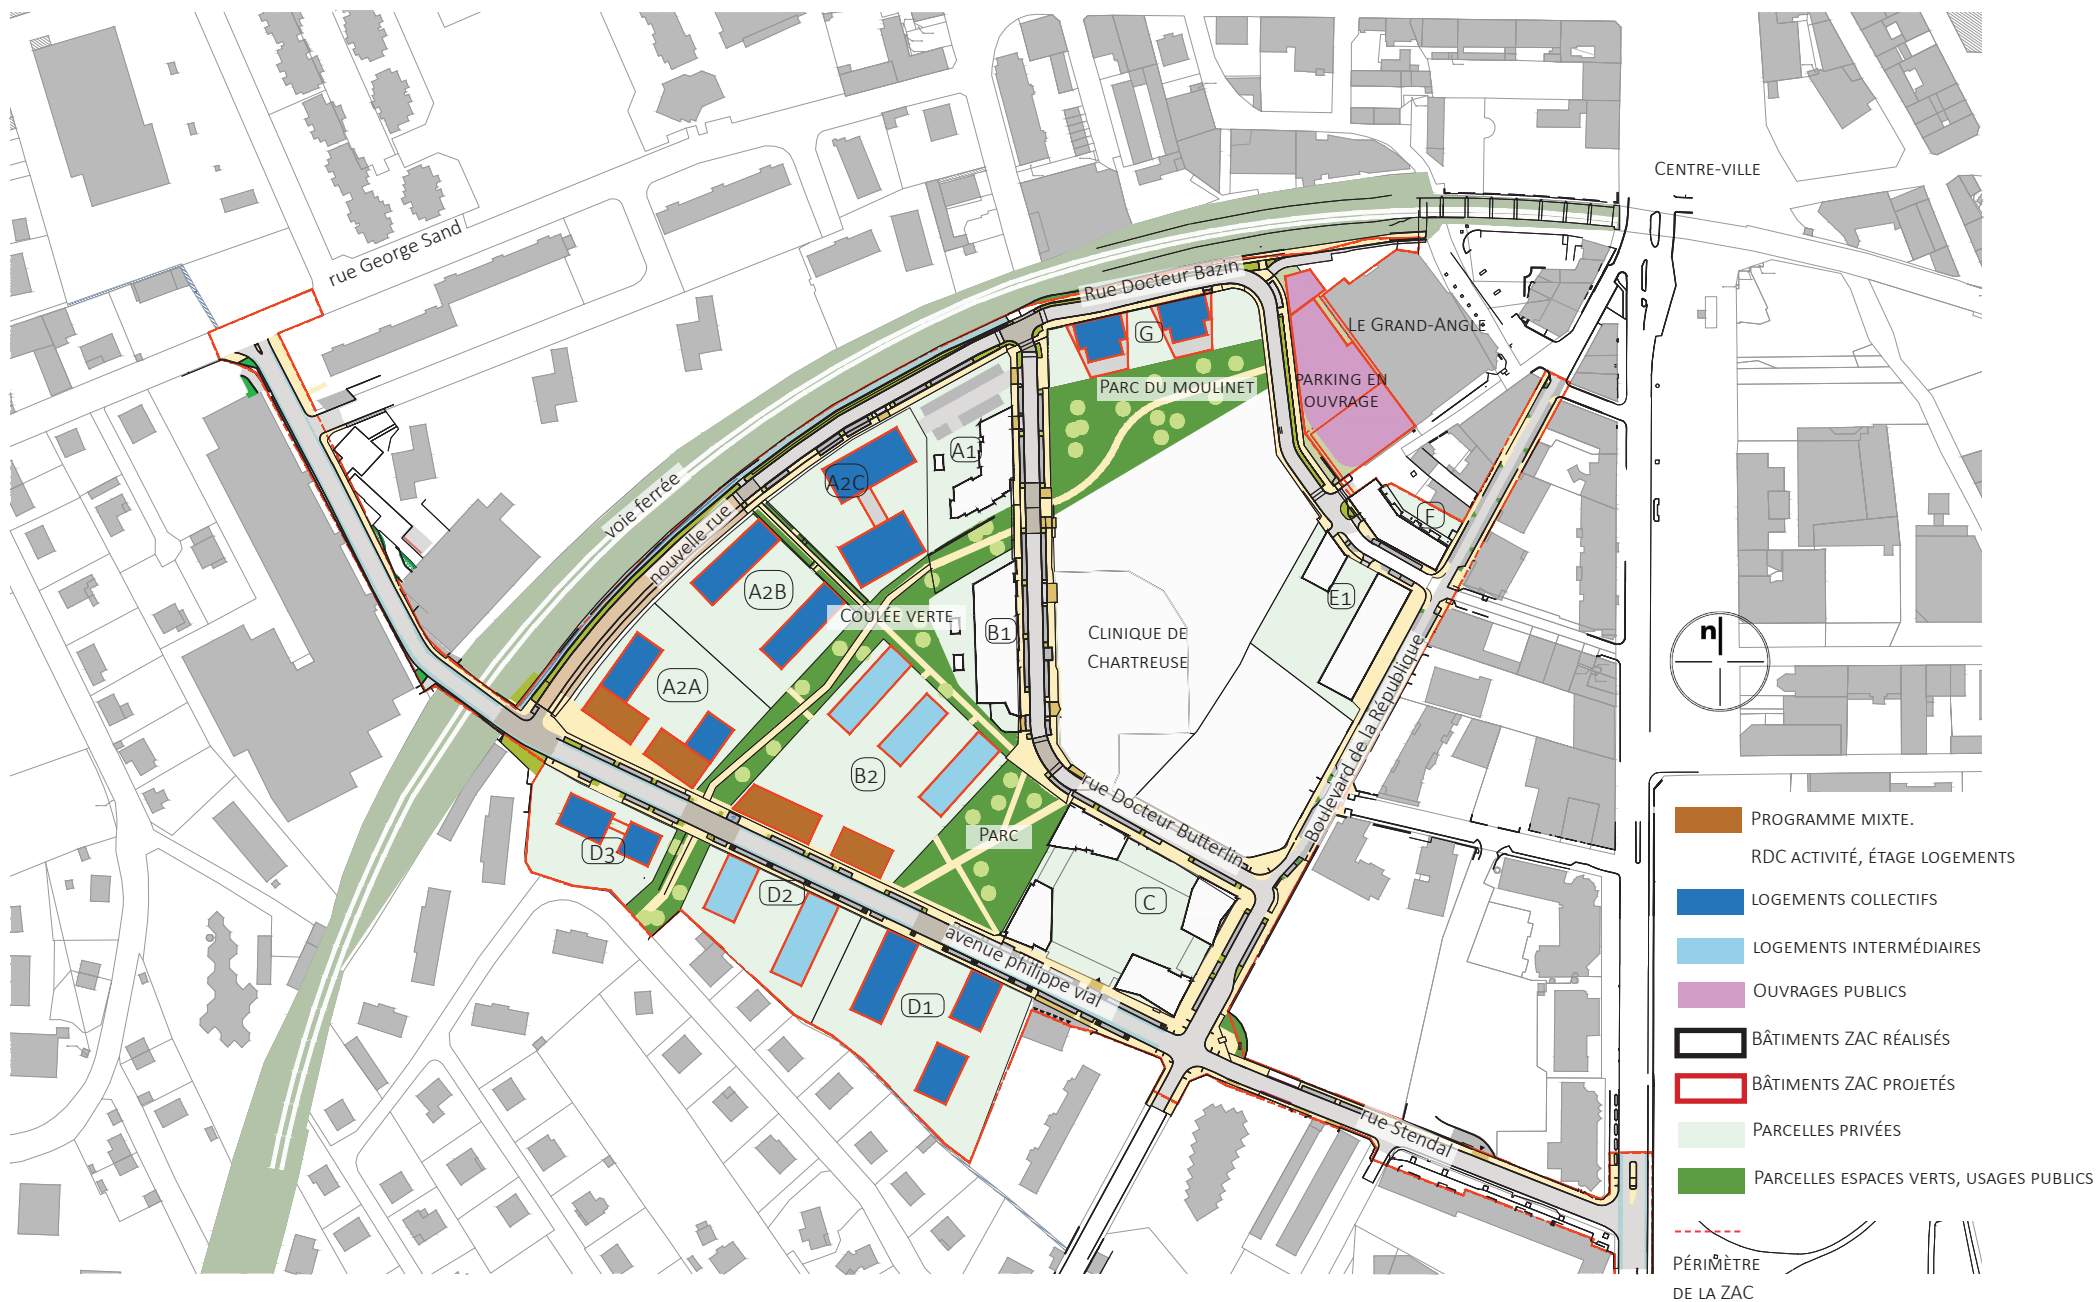 CENTRE-VILLE
rue George Sand
Rue Docteur Bazin
LE GRAND-ANGLE
G
PARC DU MOULINET
PARKING EN
OUVRAGE
A1
A2C
voie ferrée
nouvelle rue
F
A2B
E1
COULÉE VERTE
B1
CLINIQUE DE
CHARTREUSE
n
A2A
Boulevard de la République
B2
rue Docteur Butterlin
PARC
D3
D2
C
avenue philippe vial
D1
rue Stendal
PROGRAMME MIXTE.
RDC ACTIVITÉ, ÉTAGE LOGEMENTS
LOGEMENTS COLLECTIFS
LOGEMENTS INTERMÉDIAIRES
OUVRAGES PUBLICS
BÂTIMENTS ZAC RÉALISÉS
BÂTIMENTS ZAC PROJETÉS
PARCELLES PRIVÉES
PARCELLES ESPACES VERTS, USAGES PUBLICS
PÉRIMÈTRE
DE LA ZAC